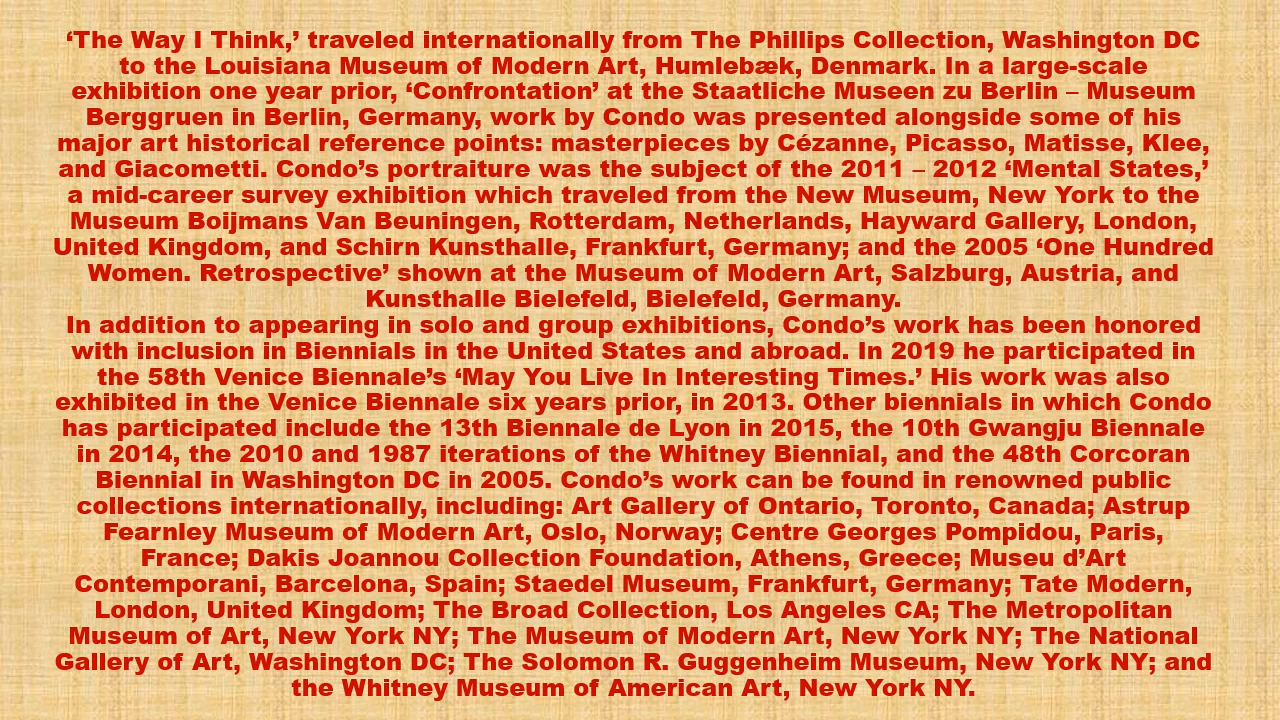 ‘The Way I Think,’ traveled internationally from The Phillips Collection, Washington DC
to the Louisiana Museum of Modern Art, Humlebæk, Denmark. In a large-scale
exhibition one year prior, ‘Confrontation’ at the Staatliche Museen zu Berlin – Museum
Berggruen in Berlin, Germany, work by Condo was presented alongside some of his
major art historical reference points: masterpieces by Cézanne, Picasso, Matisse, Klee,
and Giacometti. Condo’s portraiture was the subject of the 2011 – 2012 ‘Mental States,’
a mid-career survey exhibition which traveled from the New Museum, New York to the
Museum Boijmans Van Beuningen, Rotterdam, Netherlands, Hayward Gallery, London,
United Kingdom, and Schirn Kunsthalle, Frankfurt, Germany; and the 2005 ‘One Hundred
Women. Retrospective’ shown at the Museum of Modern Art, Salzburg, Austria, and
Kunsthalle Bielefeld, Bielefeld, Germany.
In addition to appearing in solo and group exhibitions, Condo’s work has been honored
with inclusion in Biennials in the United States and abroad. In 2019 he participated in
the 58th Venice Biennale’s ‘May You Live In Interesting Times.’ His work was also
exhibited in the Venice Biennale six years prior, in 2013. Other biennials in which Condo
has participated include the 13th Biennale de Lyon in 2015, the 10th Gwangju Biennale
in 2014, the 2010 and 1987 iterations of the Whitney Biennial, and the 48th Corcoran
Biennial in Washington DC in 2005. Condo’s work can be found in renowned public
collections internationally, including: Art Gallery of Ontario, Toronto, Canada; Astrup
Fearnley Museum of Modern Art, Oslo, Norway; Centre Georges Pompidou, Paris,
France; Dakis Joannou Collection Foundation, Athens, Greece; Museu d’Art
Contemporani, Barcelona, Spain; Staedel Museum, Frankfurt, Germany; Tate Modern,
London, United Kingdom; The Broad Collection, Los Angeles CA; The Metropolitan
Museum of Art, New York NY; The Museum of Modern Art, New York NY; The National
Gallery of Art, Washington DC; The Solomon R. Guggenheim Museum, New York NY; and
the Whitney Museum of American Art, New York NY.